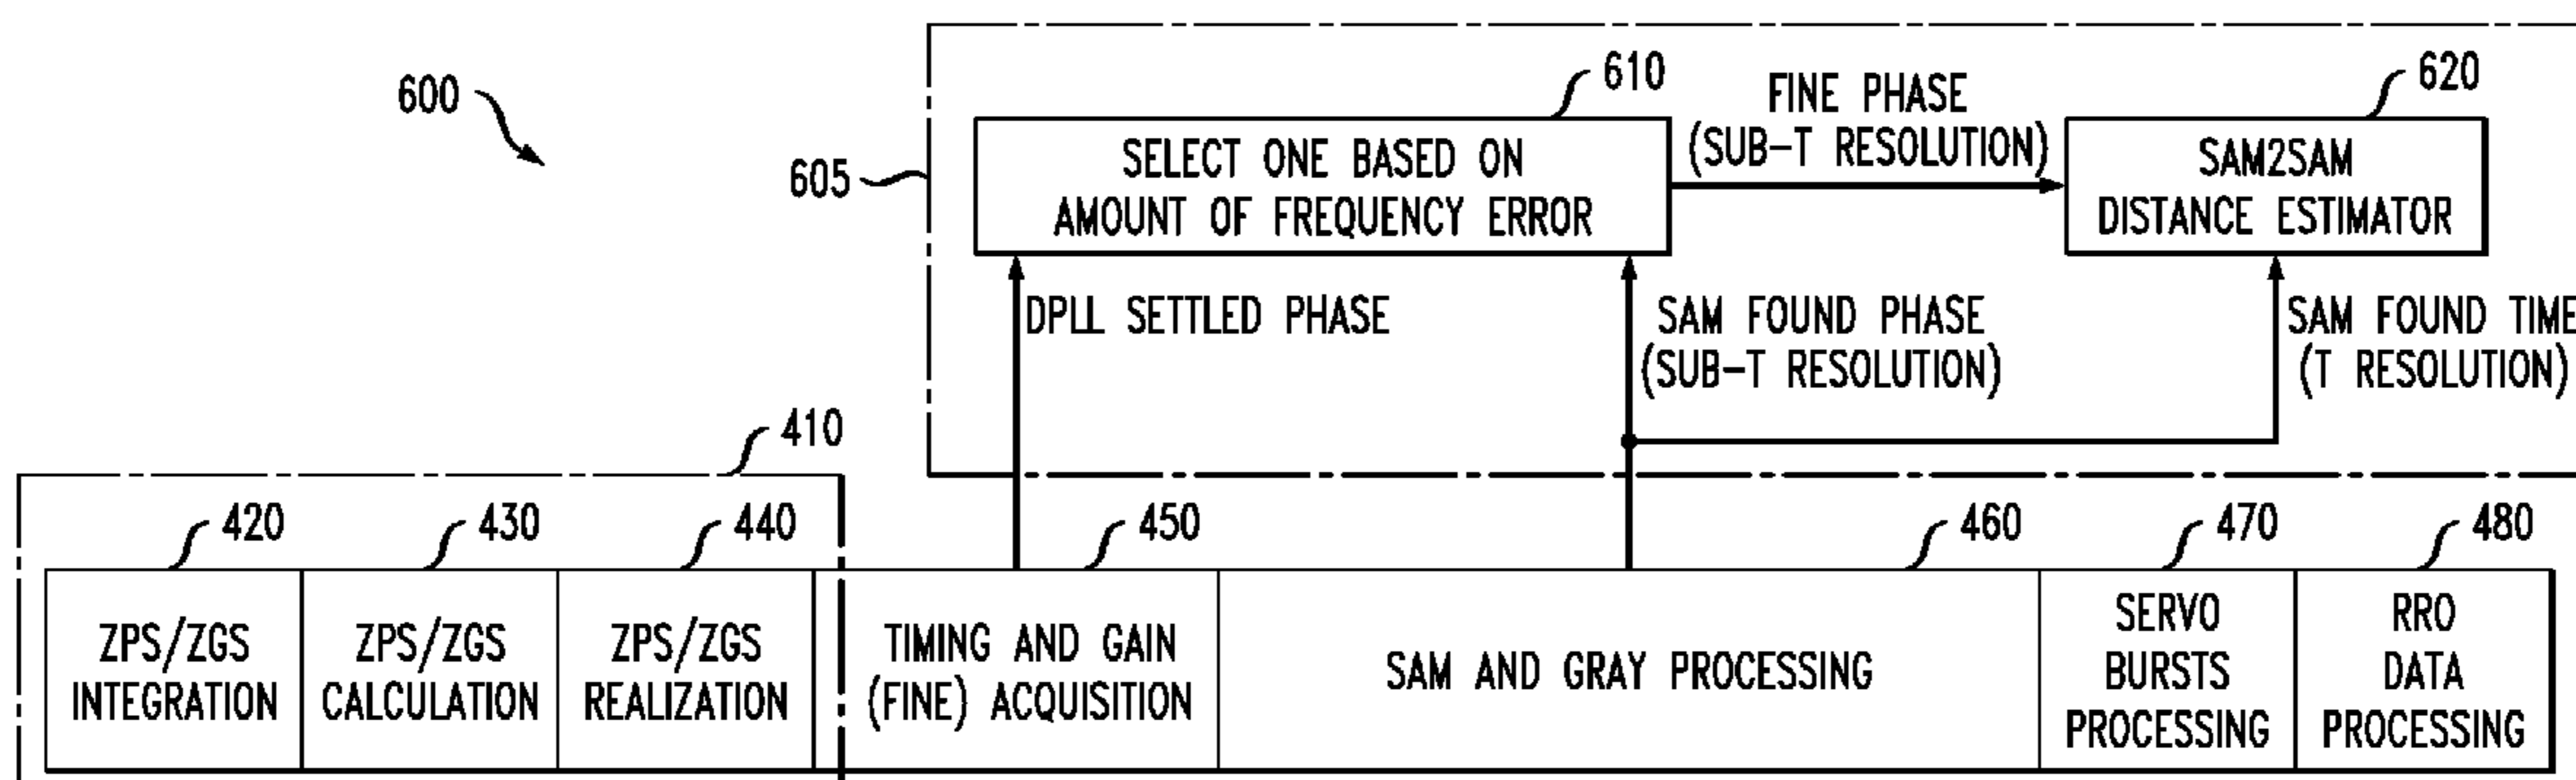 600
605
610
SELECT ONE BASED ON
AMOUNT OF FREQUENCY ERROR
FINE PHASE
(SUB-T RESOLUTION)
620
SAM2SAM
DISTANCE ESTIMATOR
DPLL SETTLED PHASE
SAM FOUND PHASE
(SUB-T RESOLUTION)
SAM FOUND TIME
(T RESOLUTION)
410
420
430
440
450
460
470
480
ZPS/ZGS
INTEGRATION
ZPS/ZGS
CALCULATION
ZPS/ZGS
REALIZATION
TIMING AND GAIN
(FINE) ACQUISITION
SAM AND GRAY PROCESSING
SERVO
BURSTS
PROCESSING
RRO
DATA
PROCESSING